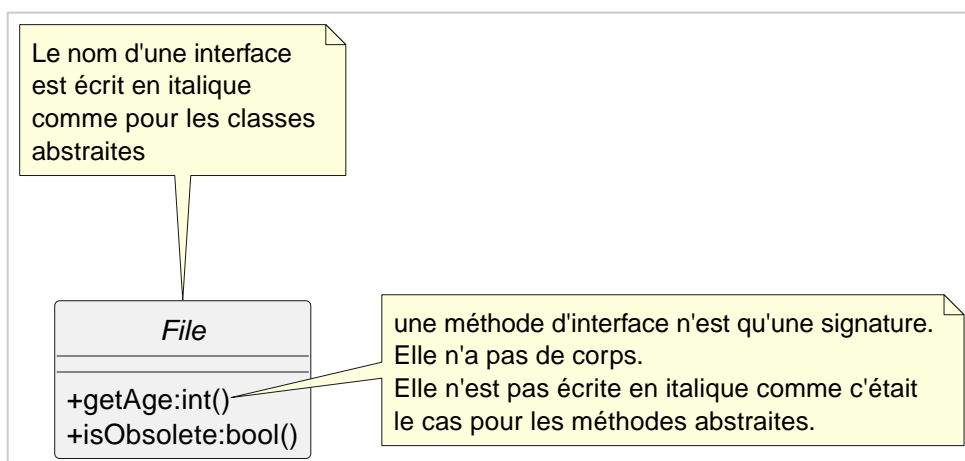 Le nom d'une interface
est écrit en italique
comme pour les classes
abstraites
File
+getAge:int()
+isObsolete:bool()
une méthode d'interface n'est qu'une signature.
Elle n'a pas de corps.
Elle n'est pas écrite en italique comme c'était
le cas pour les méthodes abstraites.